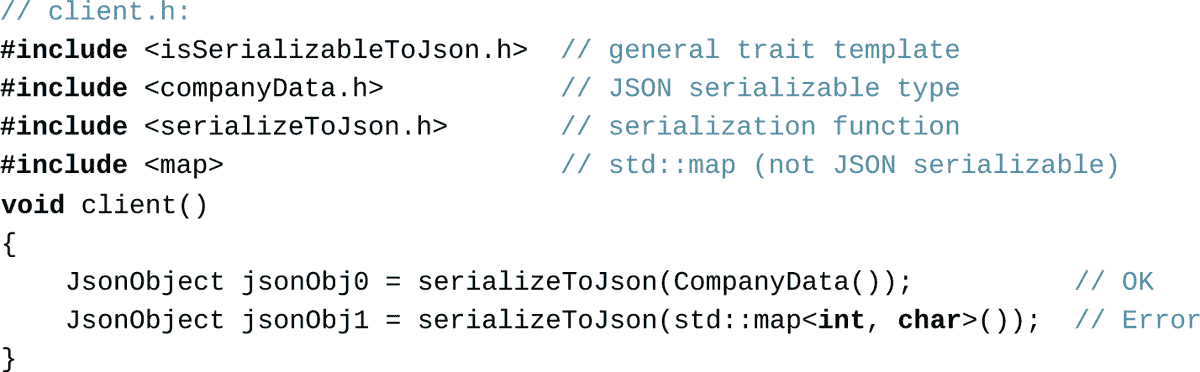 // client.h:
#include <isSerializableToJson.h>  // general trait template
#include <companyData.h>           // JSON serializable type
#include <serializeToJson.h>       // serialization function
#include <map>                     // std::map (not JSON serializable)
void client()
{
    JsonObject jsonObj0 = serializeToJson(CompanyData());          // OK
    JsonObject jsonObj1 = serializeToJson(std::map<int, char>());  // Error
}